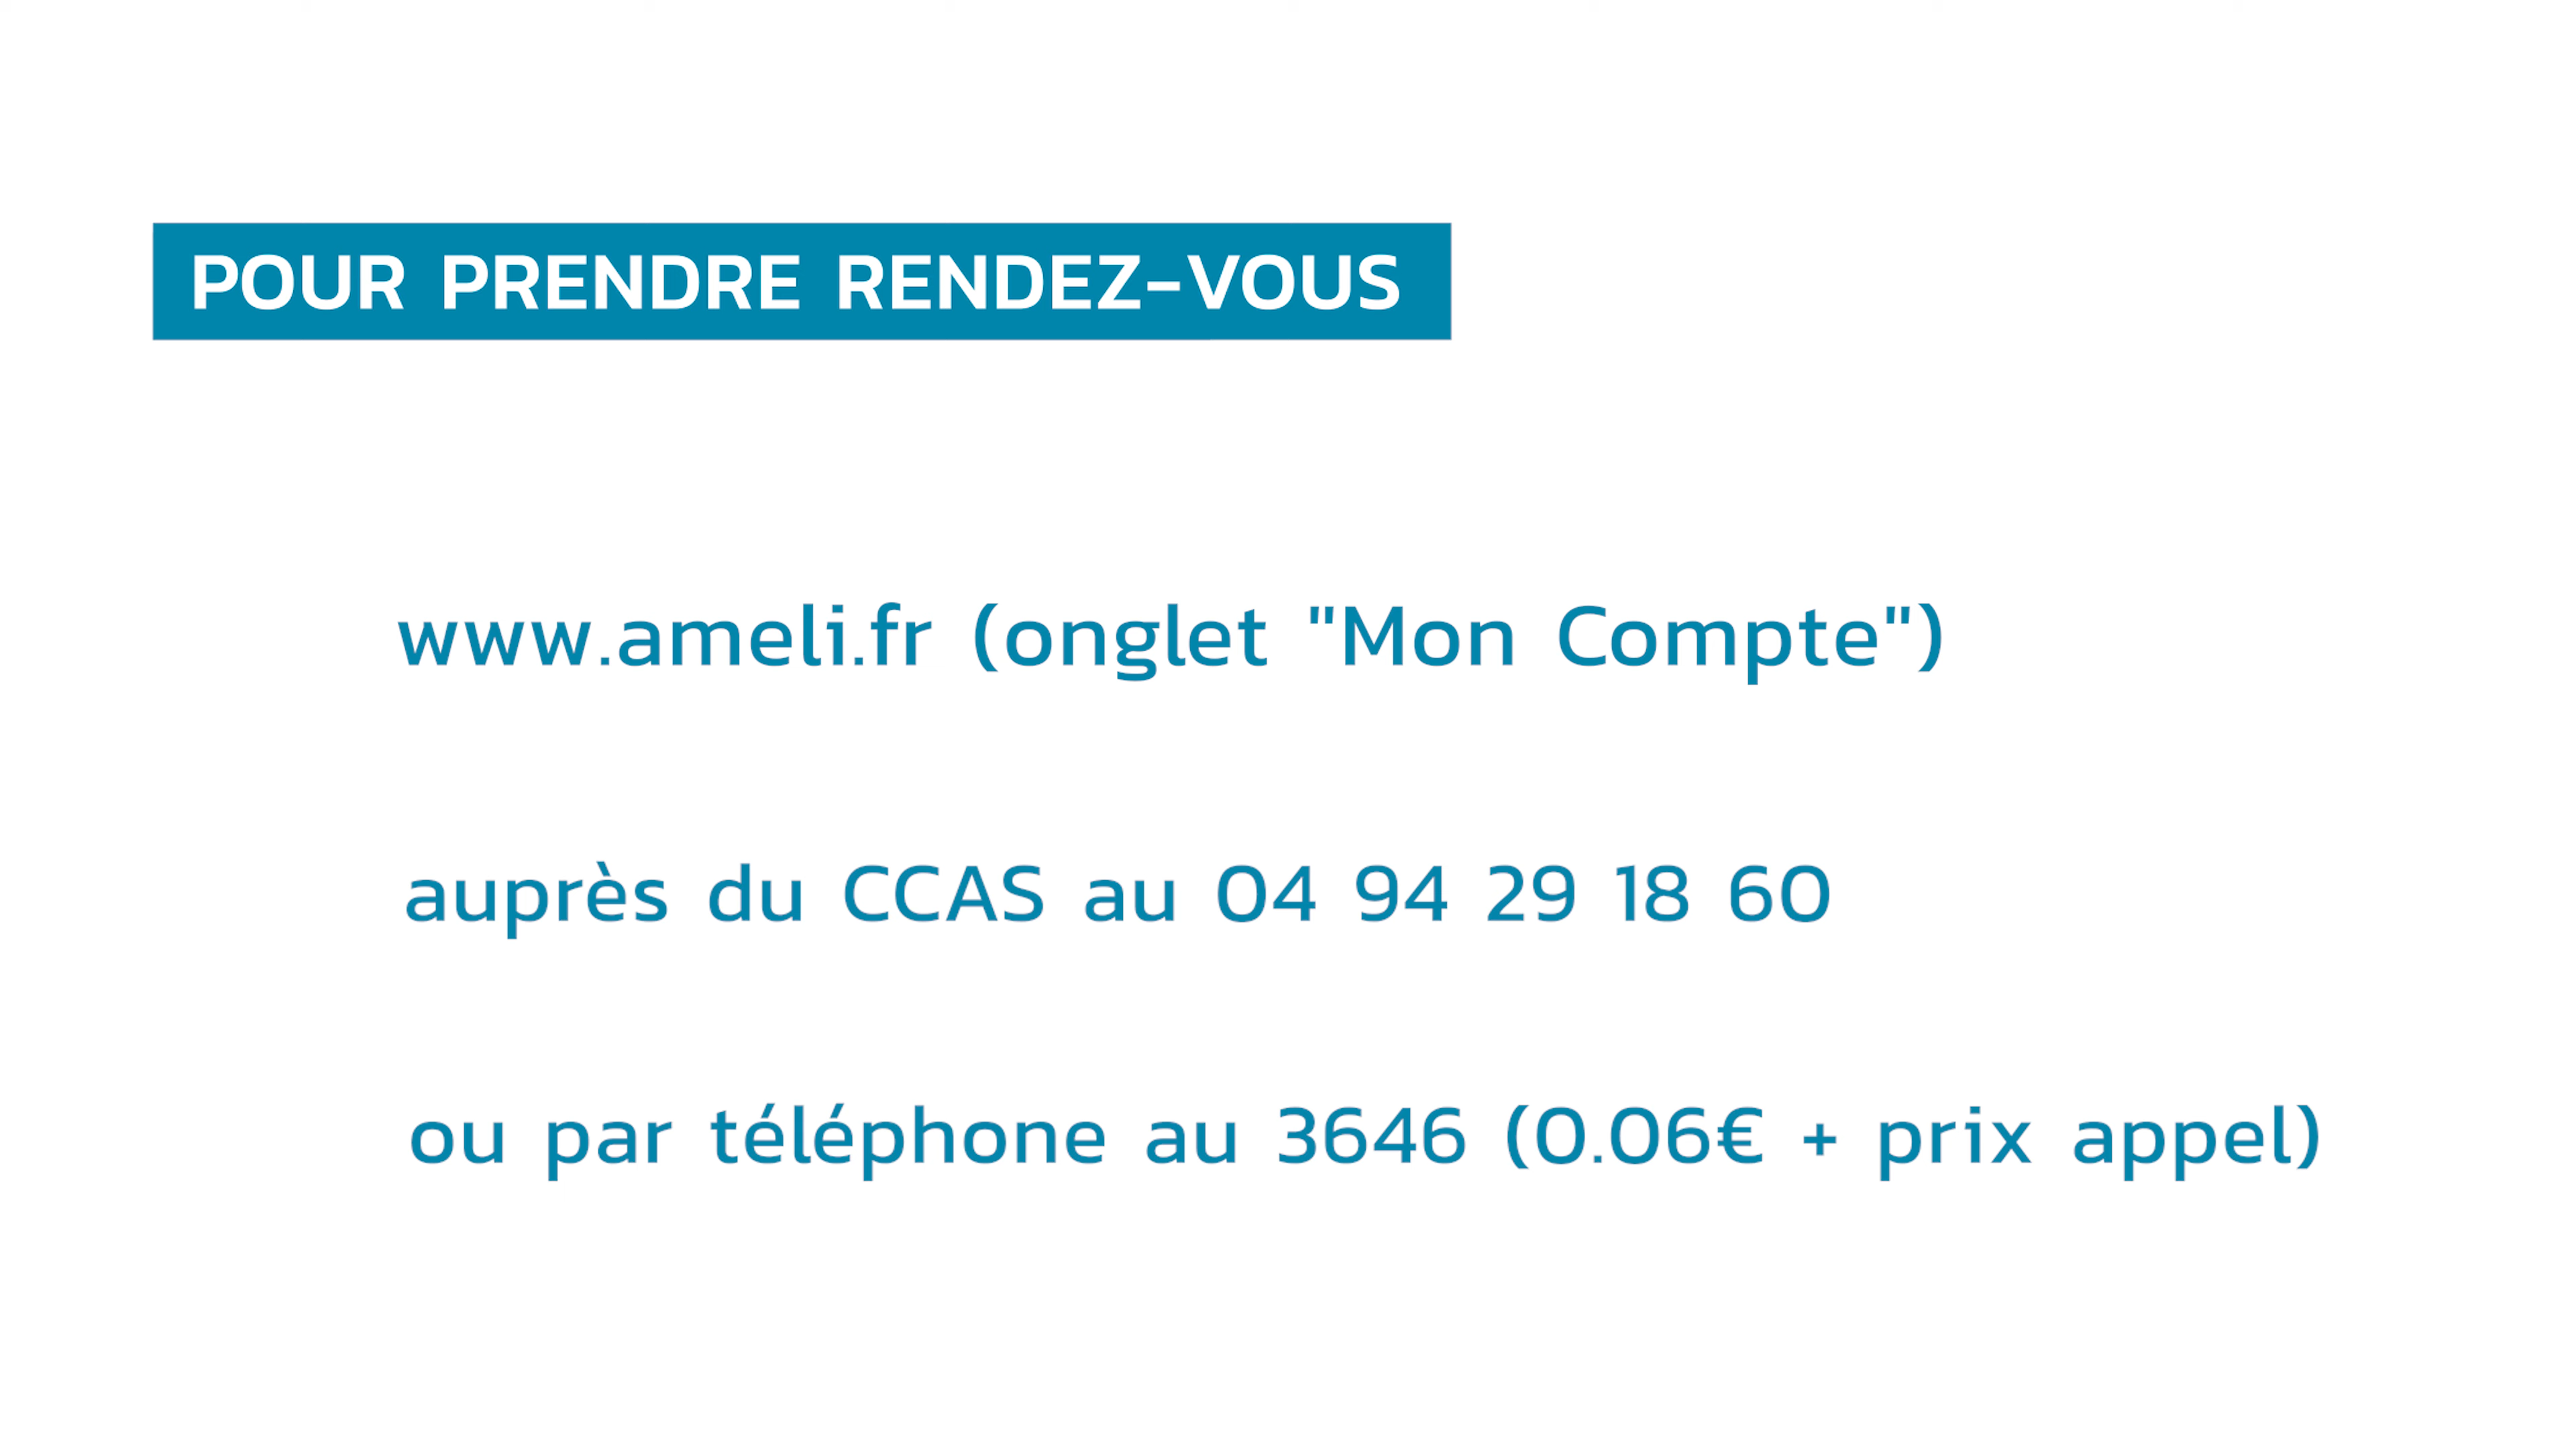 POUR PRENDRE RENDEZ-VOUS
www.ameli.fr (onglet "Mon Compte")
auprès du CCAS au 04 94 29 18 60
ou par téléphone au 3646 (0.06€ + prix appel)